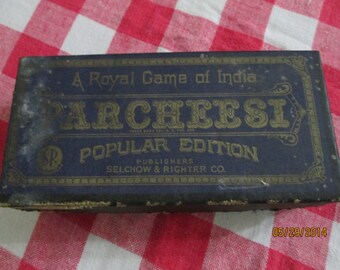 A Royal Game of India
PARCHEESI
POPULAR EDITION
PUBLISHERS
SELCHOW & RIGHTER CO.
05/29/2014